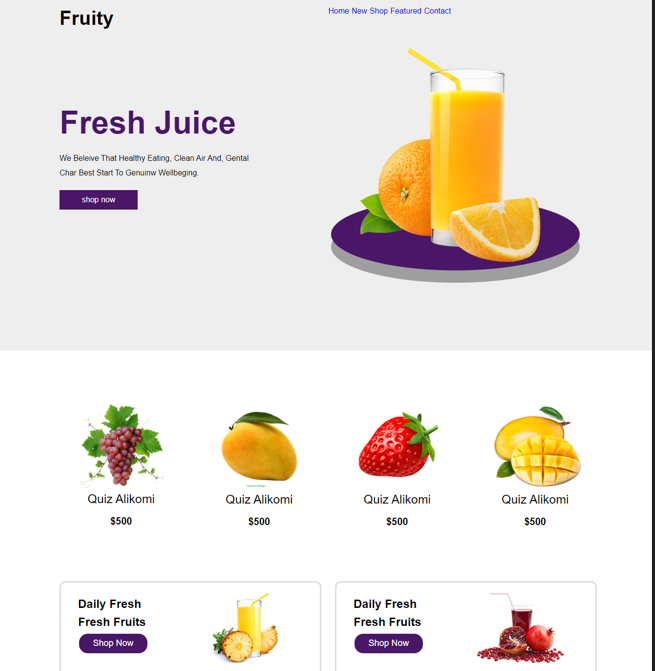 Fruity
Home New Shop Featured Contact
Fresh Juice
We Beleive That Healthy Eating, Clean Air And, Gental
Char Best Start To Genuinw Wellbeging.
shop now
Quiz Alikomi
Quiz Alikomi
Quiz Alikomi
Quiz Alikomi
$500
$500
$500
$500
Daily Fresh
Fresh Fruits
Shop Now
Daily Fresh
Fresh Fruits
Shop Now